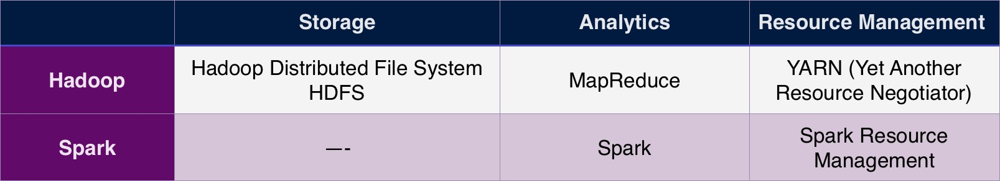 Storage
Analytics
Resource Management
Hadoop
Hadoop Distributed File System
HDFS
MapReduce
YARN (Yet Another
Resource Negotiator)
Spark
—-
Spark
Spark Resource
Management